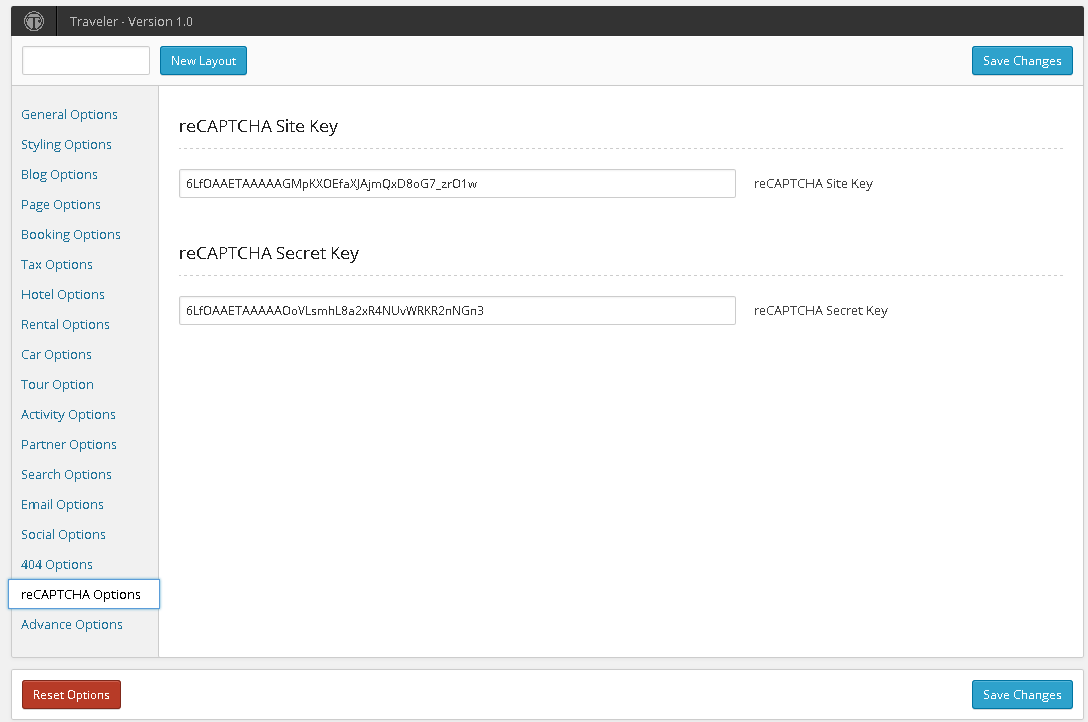 Traveler - Version 1.0
New Layout
Save Changes
General Options
Styling Options
Blog Options
Page Options
Booking Options
Tax Options
Hotel Options
Rental Options
Car Options
Tour Option
Activity Options
Partner Options
Search Options
Email Options
Social Options
404 Options
reCAPTCHA Options
Advance Options
reCAPTCHA Site Key
6LfOAAETAAAAAGMpKXOEfaXJAjmQxD8oG7_zrO1w
reCAPTCHA Site Key
reCAPTCHA Secret Key
6LfOAAETAAAAAOoVLsmhL8a2xR4NUvWRKR2nNGn3
reCAPTCHA Secret Key
Reset Options
Save Changes